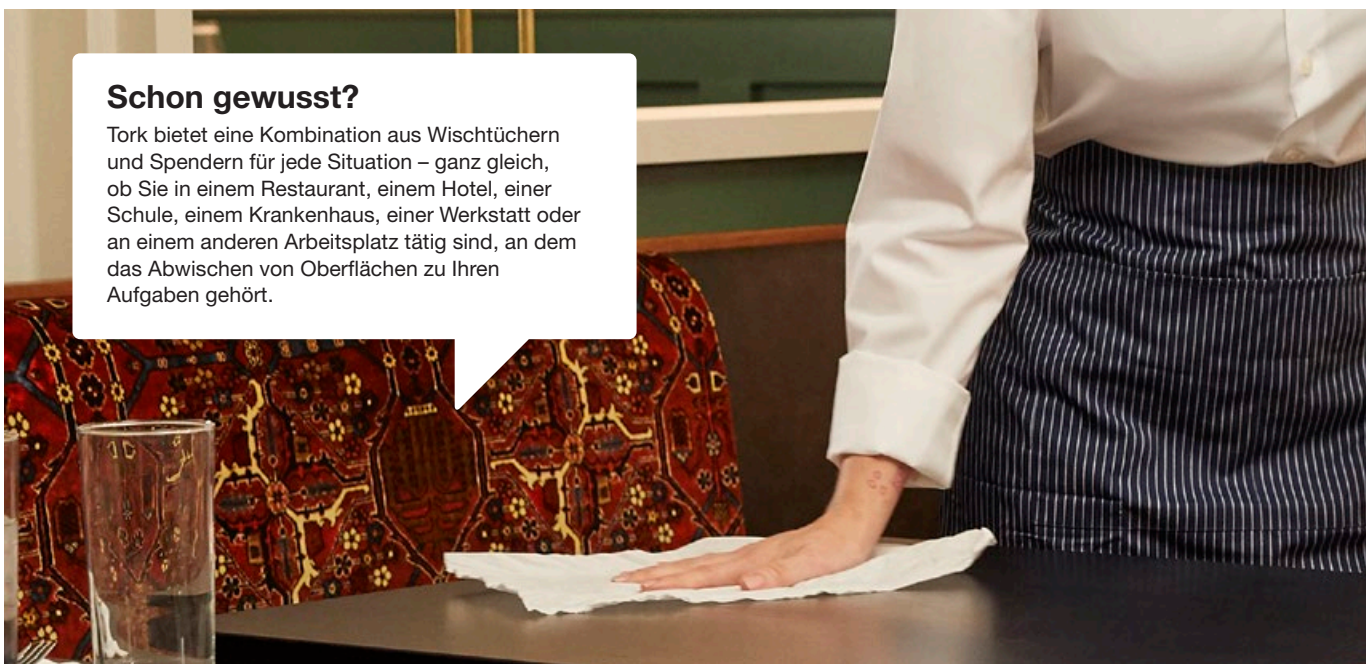 Schon gewusst?
Tork bietet eine Kombination aus Wischtüchern
und Spendern für jede Situation – ganz gleich,
ob Sie in einem Restaurant, einem Hotel, einer
Schule, einem Krankenhaus, einer Werkstatt oder
an einem anderen Arbeitsplatz tätig sind, an dem
das Abwischen von Oberflächen zu Ihren
Aufgaben gehört.